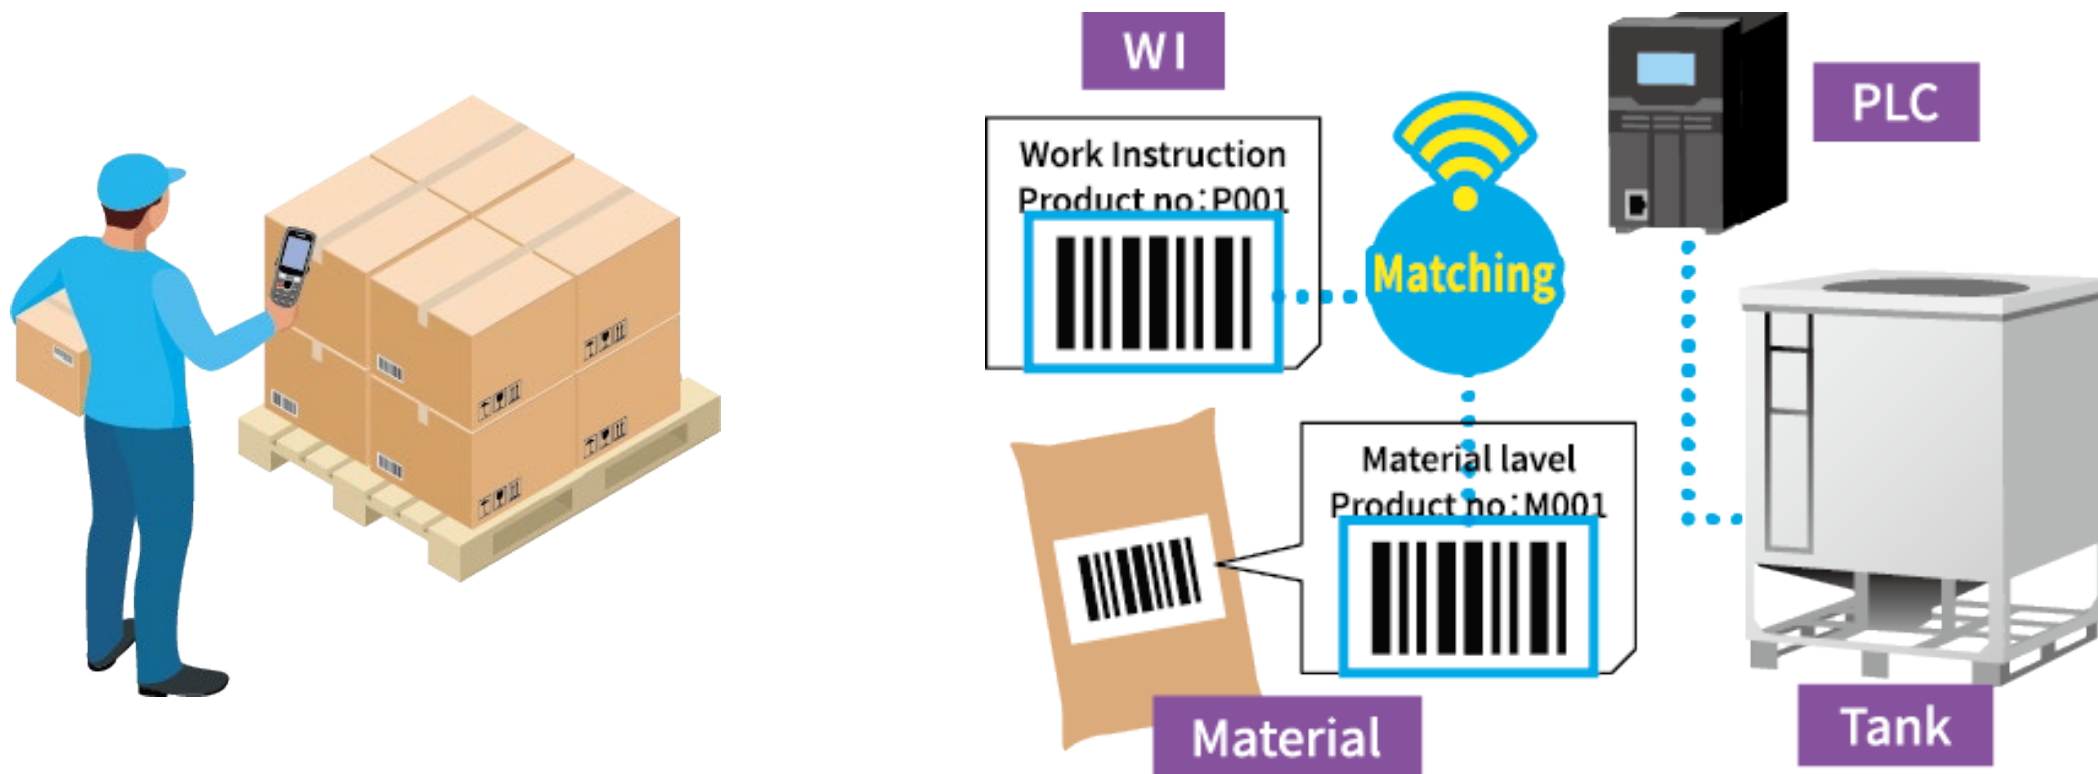 WI
PLC
Work Instruction
Product no:P001
Matching
Material lavel
Product no:M001
Material
Tank